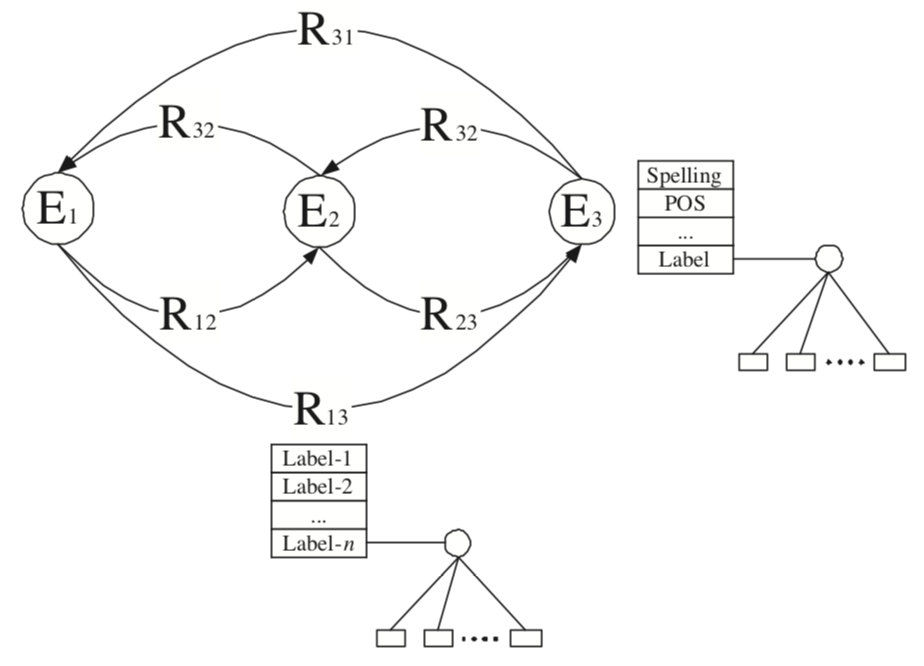 R31
R32 R32
E1 E2 E3
Spelling
POS
...
Label
R12 R23
R13
Label-1
Label-2
...
Label-n